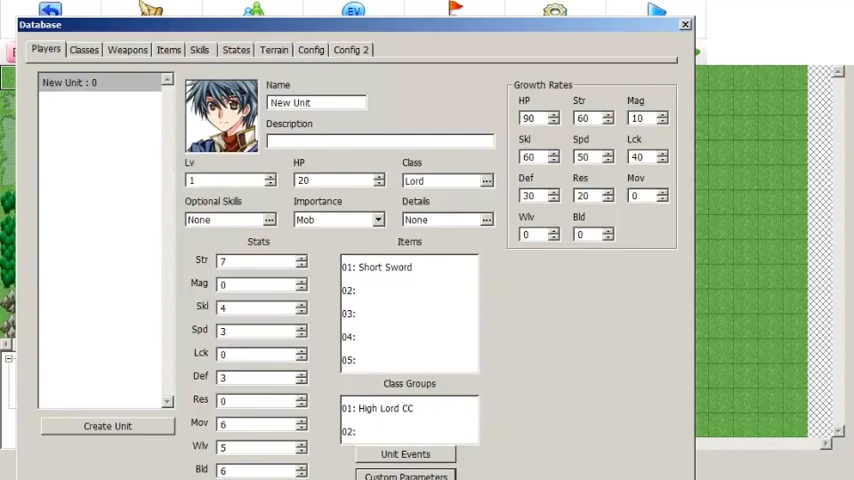 EV
Database
Players Classes Weapons Items Skills States Terrain Config Config 2
New Unit : 0
Name
New Unit
Description
Lv HP Class
1 20 Lord
Optional Skills Importance Details
None Mob None
Stats
Str 7
Mag 0
Skl 4
Spd 3
Lck 0
Def 3
Res 0
Mov 6
Wlv 5
Bld 6
Items
01: Short Sword
02:
03:
04:
05:
Class Groups
01: High Lord CC
02:
Unit Events
Custom Parameters
Create Unit
Growth Rates
HP Str Mag
90 60 10
Skl Spd Lck
60 50 40
Def Res Mov
30 20 0
Wlv Bld
0 0